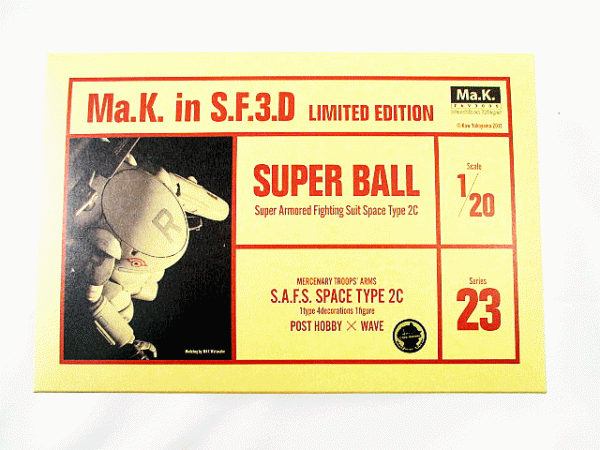 Ma.K. in S.F.3.D LIMITED EDITION
Ma.K.
SUPER BALL
Super Armored Fighting Suit Space Type 2C
Scale
1/20
R
MERCENARY TROOPS' ARMS
S.A.F.S. SPACE TYPE 2C
1type 4decorations 1figure
POST HOBBY × WAVE
Series
23